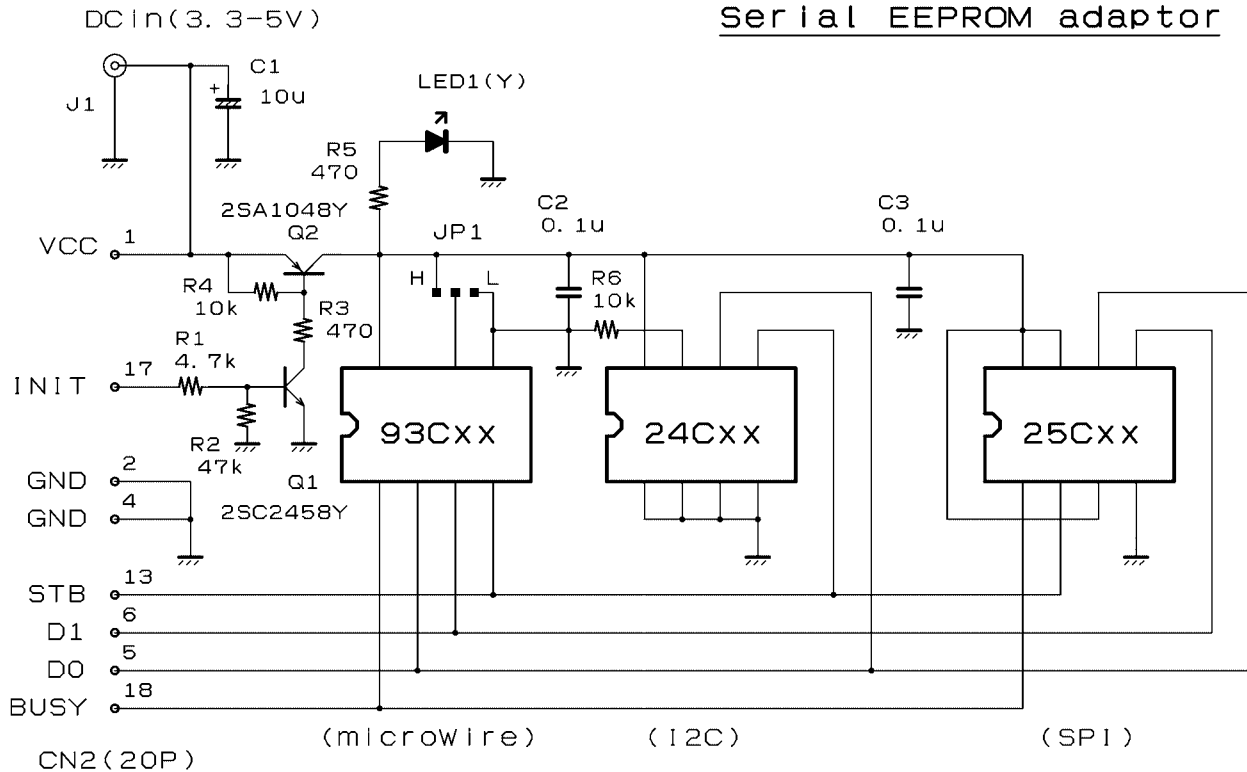 Serial EEPROM adaptor
DCin(3.3-5V)
J1
+
C1
10u
LED1(Y)
R5
470
2SA1048Y
Q2
JP1
H
L
C2
0.1u
C3
0.1u
VCC 1
R4
10k
R3
470
R6
10k
R1
4.7k
INIT 17
R2
47k
Q1
2SC2458Y
93Cxx
24Cxx
25Cxx
GND 2
GND 4
STB 13
D1 6
D0 5
BUSY 18
(microWire)
(I2C)
(SPI)
CN2(20P)